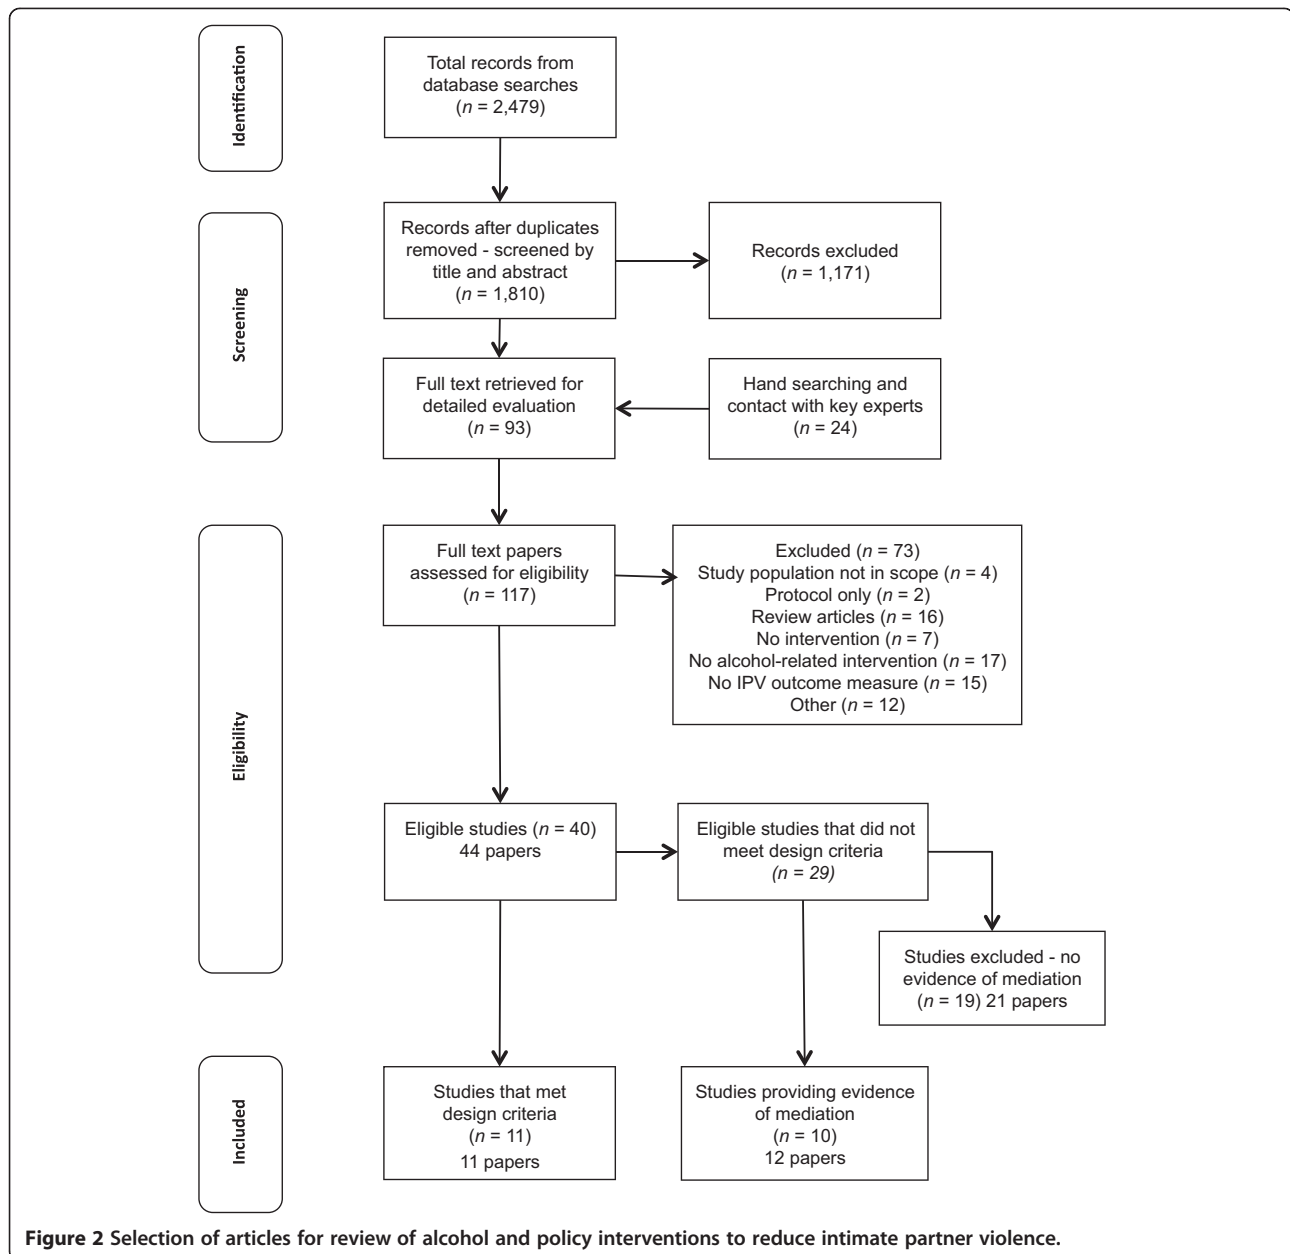 Identification
Total records from
database searches
(n = 2,479)
Screening
Records after duplicates
removed - screened by
title and abstract
(n = 1,810)
Records excluded
(n = 1,171)
Full text retrieved for
detailed evaluation
(n = 93)
Hand searching and
contact with key experts
(n = 24)
Eligibility
Full text papers
assessed for eligibility
(n = 117)
Excluded (n = 73)
Study population not in scope (n = 4)
Protocol only (n = 2)
Review articles (n = 16)
No intervention (n = 7)
No alcohol-related intervention (n = 17)
No IPV outcome measure (n = 15)
Other (n = 12)
Eligible studies (n = 40)
44 papers
Eligible studies that did not
meet design criteria
(n = 29)
Studies excluded - no
evidence of mediation
(n = 19) 21 papers
Included
Studies that met
design criteria
(n = 11)
11 papers
Studies providing evidence
of mediation
(n = 10)
12 papers
Figure 2 Selection of articles for review of alcohol and policy interventions to reduce intimate partner violence.